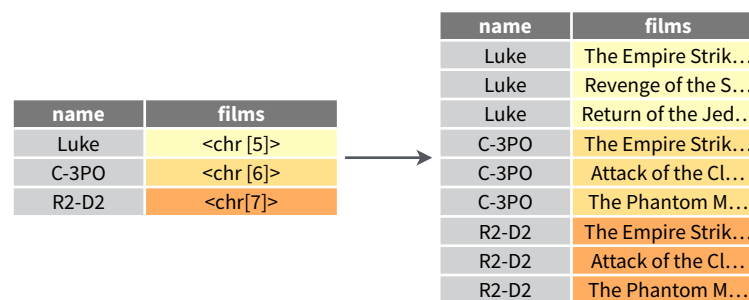 name films
Luke <chr [5]>
C-3PO <chr [6]>
R2-D2 <chr[7]>
name films
Luke The Empire Strik…
Luke Revenge of the S…
Luke Return of the Jed…
C-3PO The Empire Strik…
C-3PO Attack of the Cl…
C-3PO The Phantom M…
R2-D2 The Empire Strik…
R2-D2 Attack of the Cl…
R2-D2 The Phantom M…